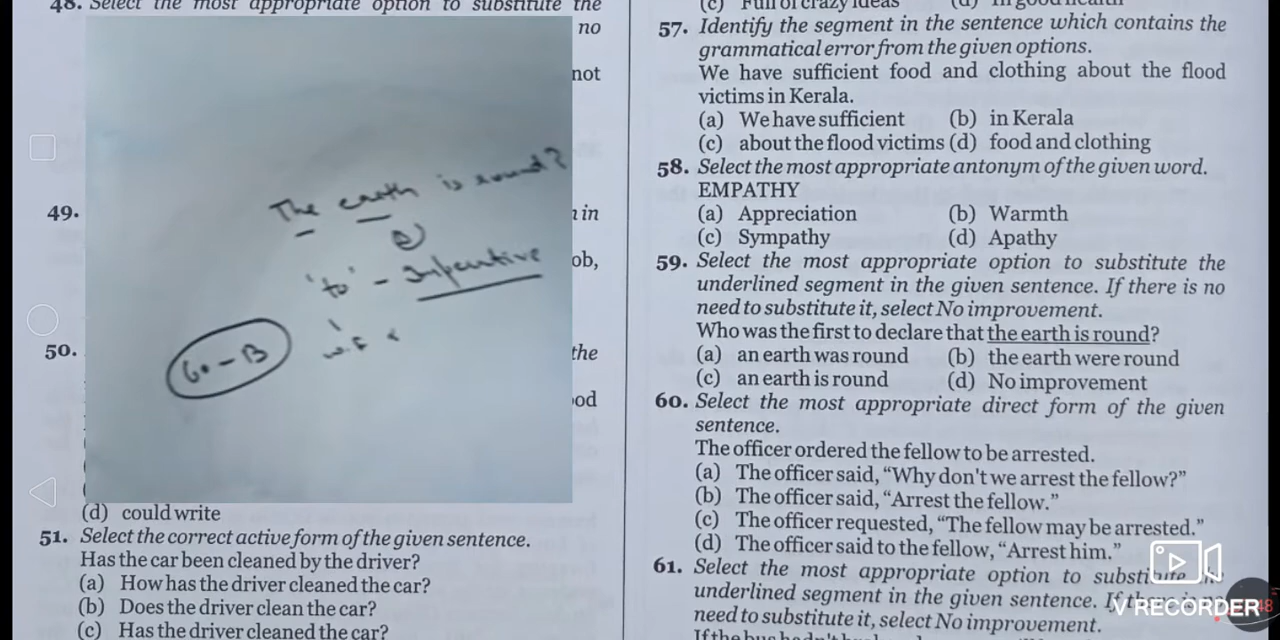 48. Select the most appropriate option to substitute the
no
not
49.
in
ob,
50.
the
od
(d) could write
51. Select the correct active form of the given sentence.
Has the car been cleaned by the driver?
(a) How has the driver cleaned the car?
(b) Does the driver clean the car?
(c) Has the driver cleaned the car?
The earth is round?
'to' -
60-B
(c) Full of crazy ideas (d) In good health
57. Identify the segment in the sentence which contains the
grammatical error from the given options.
We have sufficient food and clothing about the flood
victims in Kerala.
(a) We have sufficient (b) in Kerala
(c) about the flood victims (d) food and clothing
58. Select the most appropriate antonym of the given word.
EMPATHY
(a) Appreciation (b) Warmth
(c) Sympathy (d) Apathy
59. Select the most appropriate option to substitute the
underlined segment in the given sentence. If there is no
need to substitute it, select No improvement.
Who was the first to declare that the earth is round?
(a) an earth was round (b) the earth were round
(c) an earth is round (d) No improvement
60. Select the most appropriate direct form of the given
sentence.
The officer ordered the fellow to be arrested.
(a) The officer said, “Why don't we arrest the fellow?”
(b) The officer said, “Arrest the fellow.”
(c) The officer requested, “The fellow may be arrested.”
(d) The officer said to the fellow, “Arrest him.”
61. Select the most appropriate option to substitute
underlined segment in the given sentence. If
need to substitute it, select No improvement.
V RECORDER